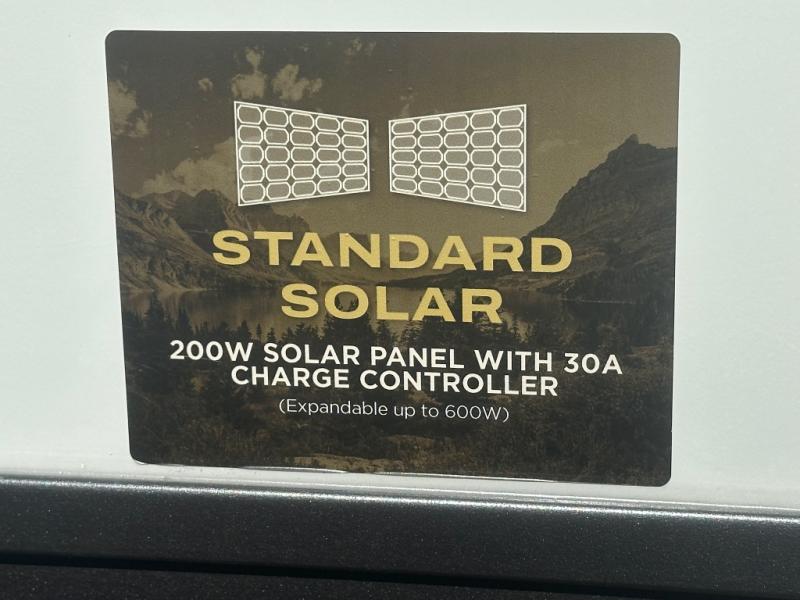 STANDARD
SOLAR
200W SOLAR PANEL WITH 30A
CHARGE CONTROLLER
(Expandable up to 600W)